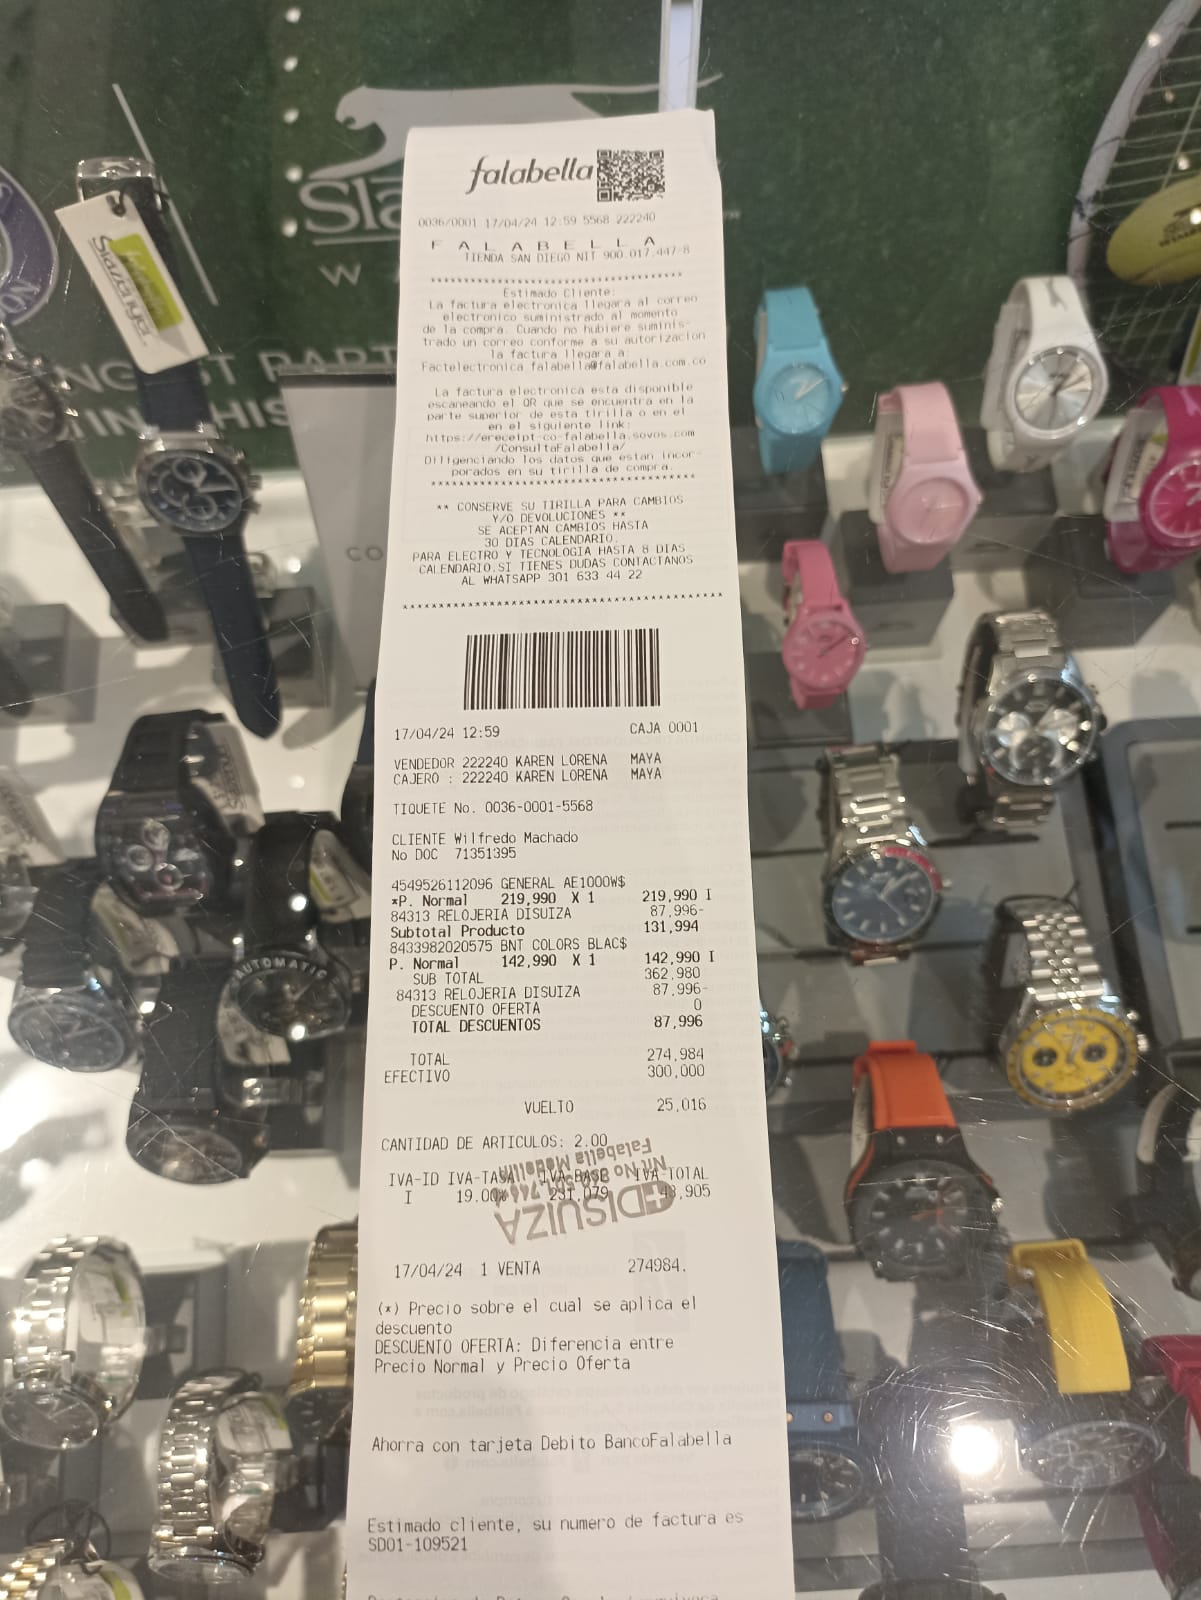 falabella
0036/0001 17/04/24 12:59 5568 222240
F A L A B E L L A
TIENDA SAN DIEGO NIT 900.017.447-8
****************************************
Estimado Cliente:
La factura electronica llegara al correo
electronico suministrado al momento
de la compra. Cuando no hubiere suminis-
trado un correo conforme a su autorizacion
la factura llegara a:
Factelectronica falabella@falabella.com.co
La factura electronica esta disponible
escaneando el QR que se encuentra en la
parte superior de esta tirilla o en el
en el siguiente link:
https://ereceipt-co-falabella.sovos.com
/ConsultaFalabella/
Diligenciando los datos que estan incor-
porados en su tirilla de compra.
****************************************
** CONSERVE SU TIRILLA PARA CAMBIOS
Y/O DEVOLUCIONES **
SE ACEPTAN CAMBIOS HASTA
30 DIAS CALENDARIO.
PARA ELECTRO Y TECNOLOGIA HASTA 8 DIAS
CALENDARIO.SI TIENES DUDAS CONTACTANOS
AL WHATSAPP 301 633 44 22
****************************************
17/04/24 12:59 CAJA 0001
VENDEDOR 222240 KAREN LORENA MAYA
CAJERO : 222240 KAREN LORENA MAYA
TIQUETE No. 0036-0001-5568
CLIENTE Wilfredo Machado
No DOC 71351395
4549526112096 GENERAL AE1000W$
*P. Normal 219,990 X 1 219,990 I
84313 RELOJERIA DISUIZA 87,996-
Subtotal Producto 131,994
8433982020575 BNT COLORS BLAC$
P. Normal 142,990 X 1 142,990 I
SUB TOTAL 362,980
84313 RELOJERIA DISUIZA 87,996-
DESCUENTO OFERTA 0
TOTAL DESCUENTOS 87,996
TOTAL 274,984
EFECTIVO 300,000
VUELTO 25,016
CANTIDAD DE ARTICULOS: 2.00
IVA-ID IVA-TASA IVA-BASE IVA-TOTAL
I 19.00% 231,079 43,905
DISUIZA
Falabella Medellin
17/04/24 1 VENTA 274984.
(*) Precio sobre el cual se aplica el
descuento
DESCUENTO OFERTA: Diferencia entre
Precio Normal y Precio Oferta
Ahorra con tarjeta Debito BancoFalabella
Estimado cliente, su numero de factura es
SD01-109521
Slazenger
AUTOMATIC